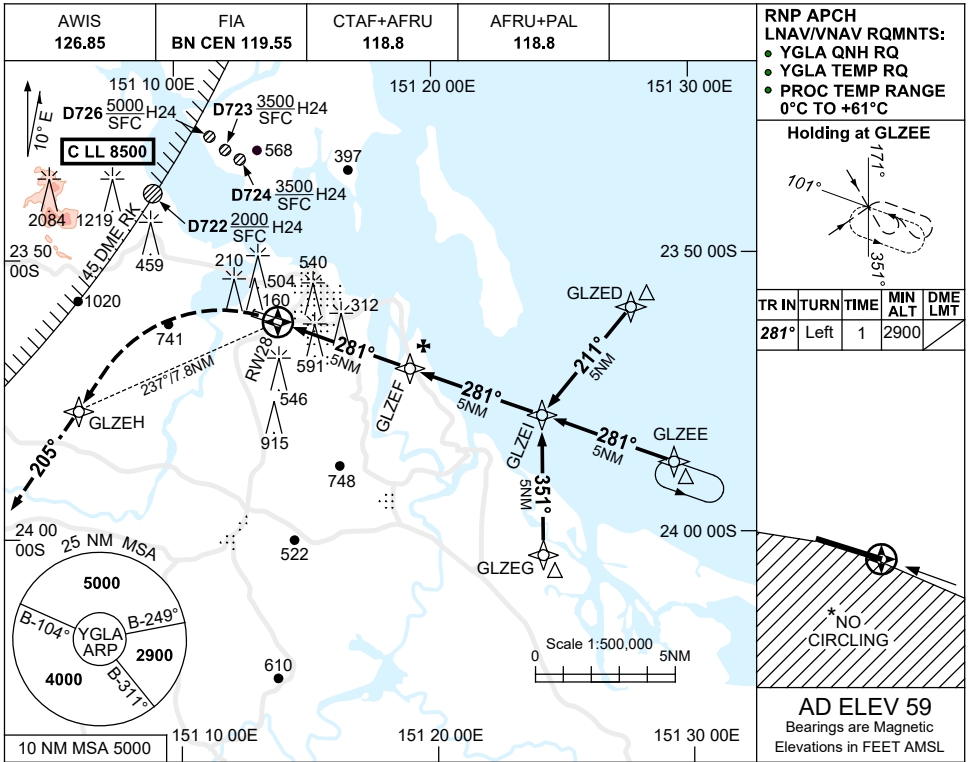 AWIS
126.85
FIA
BN CEN 119.55
CTAF+AFRU
118.8
AFRU+PAL
118.8
RNP APCH
LNAV/VNAV RQMNTS:
YGLA QNH RQ
YGLA TEMP RQ
PROC TEMP RANGE
0°C TO +61°C
151 10 00E
151 20 00E
151 30 00E
10° E
D726 5000 H24
SFC
D723 3500 H24
SFC
C LL 8500
568
397
D724 3500 H24
SFC
D722 2000 H24
SFC
2084
1219
459
45 DME RK
23 50
00S
23 50 00S
210
504
160
540
312
591
1020
741
RW28
237°/7.8NM
546
915
GLZEH
205°
281°
5NM
GLZEF
281°
5NM
GLZEI
GLZED
211°
5NM
281°
5NM
GLZEE
351°
5NM
GLZEG
748
522
610
24 00
00S
24 00 00S
25 NM MSA
5000
B-104°
B-249°
YGLA
ARP
2900
4000
B-311°
10 NM MSA 5000
Scale 1:500,000
0
5NM
151 10 00E
151 20 00E
151 30 00E
Holding at GLZEE
171°
101°
351°
TR IN
TURN
TIME
MIN
ALT
DME
LMT
281°
Left
1
2900
*NO
CIRCLING
AD ELEV 59
Bearings are Magnetic
Elevations in FEET AMSL